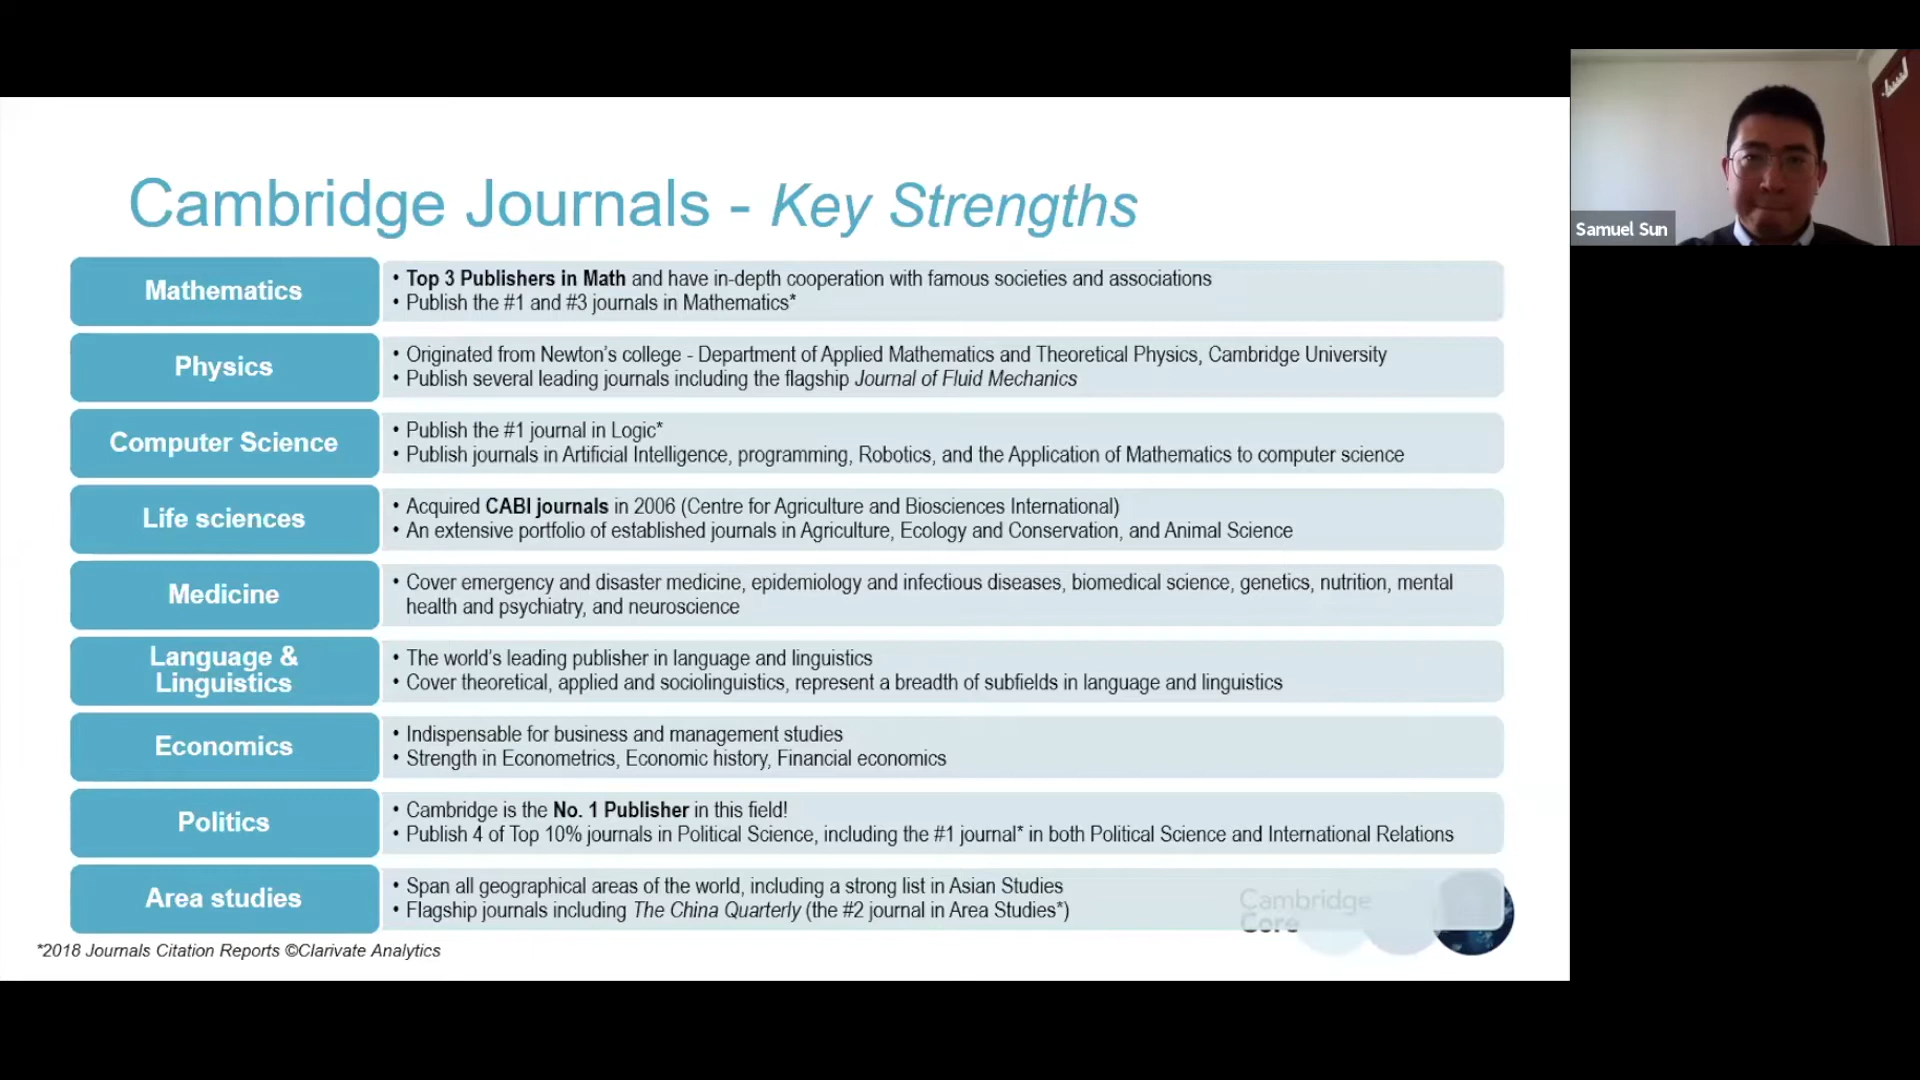 Cambridge Journals - Key Strengths
Samuel Sun
Mathematics
• Top 3 Publishers in Math and have in-depth cooperation with famous societies and associations
• Publish the #1 and #3 journals in Mathematics*
Physics
• Originated from Newton's college - Department of Applied Mathematics and Theoretical Physics, Cambridge University
• Publish several leading journals including the flagship Journal of Fluid Mechanics
Computer Science
• Publish the #1 journal in Logic*
• Publish journals in Artificial Intelligence, programming, Robotics, and the Application of Mathematics to computer science
Life sciences
• Acquired CABI journals in 2006 (Centre for Agriculture and Biosciences International)
• An extensive portfolio of established journals in Agriculture, Ecology and Conservation, and Animal Science
Medicine
• Cover emergency and disaster medicine, epidemiology and infectious diseases, biomedical science, genetics, nutrition, mental
health and psychiatry, and neuroscience
Language &
Linguistics
• The world's leading publisher in language and linguistics
• Cover theoretical, applied and sociolinguistics, represent a breadth of subfields in language and linguistics
Economics
• Indispensable for business and management studies
• Strength in Econometrics, Economic history, Financial economics
Politics
• Cambridge is the No. 1 Publisher in this field!
• Publish 4 of Top 10% journals in Political Science, including the #1 journal* in both Political Science and International Relations
Area studies
• Span all geographical areas of the world, including a strong list in Asian Studies
• Flagship journals including The China Quarterly (the #2 journal in Area Studies*)
Cambridge
Core
*2018 Journals Citation Reports ©Clarivate Analytics